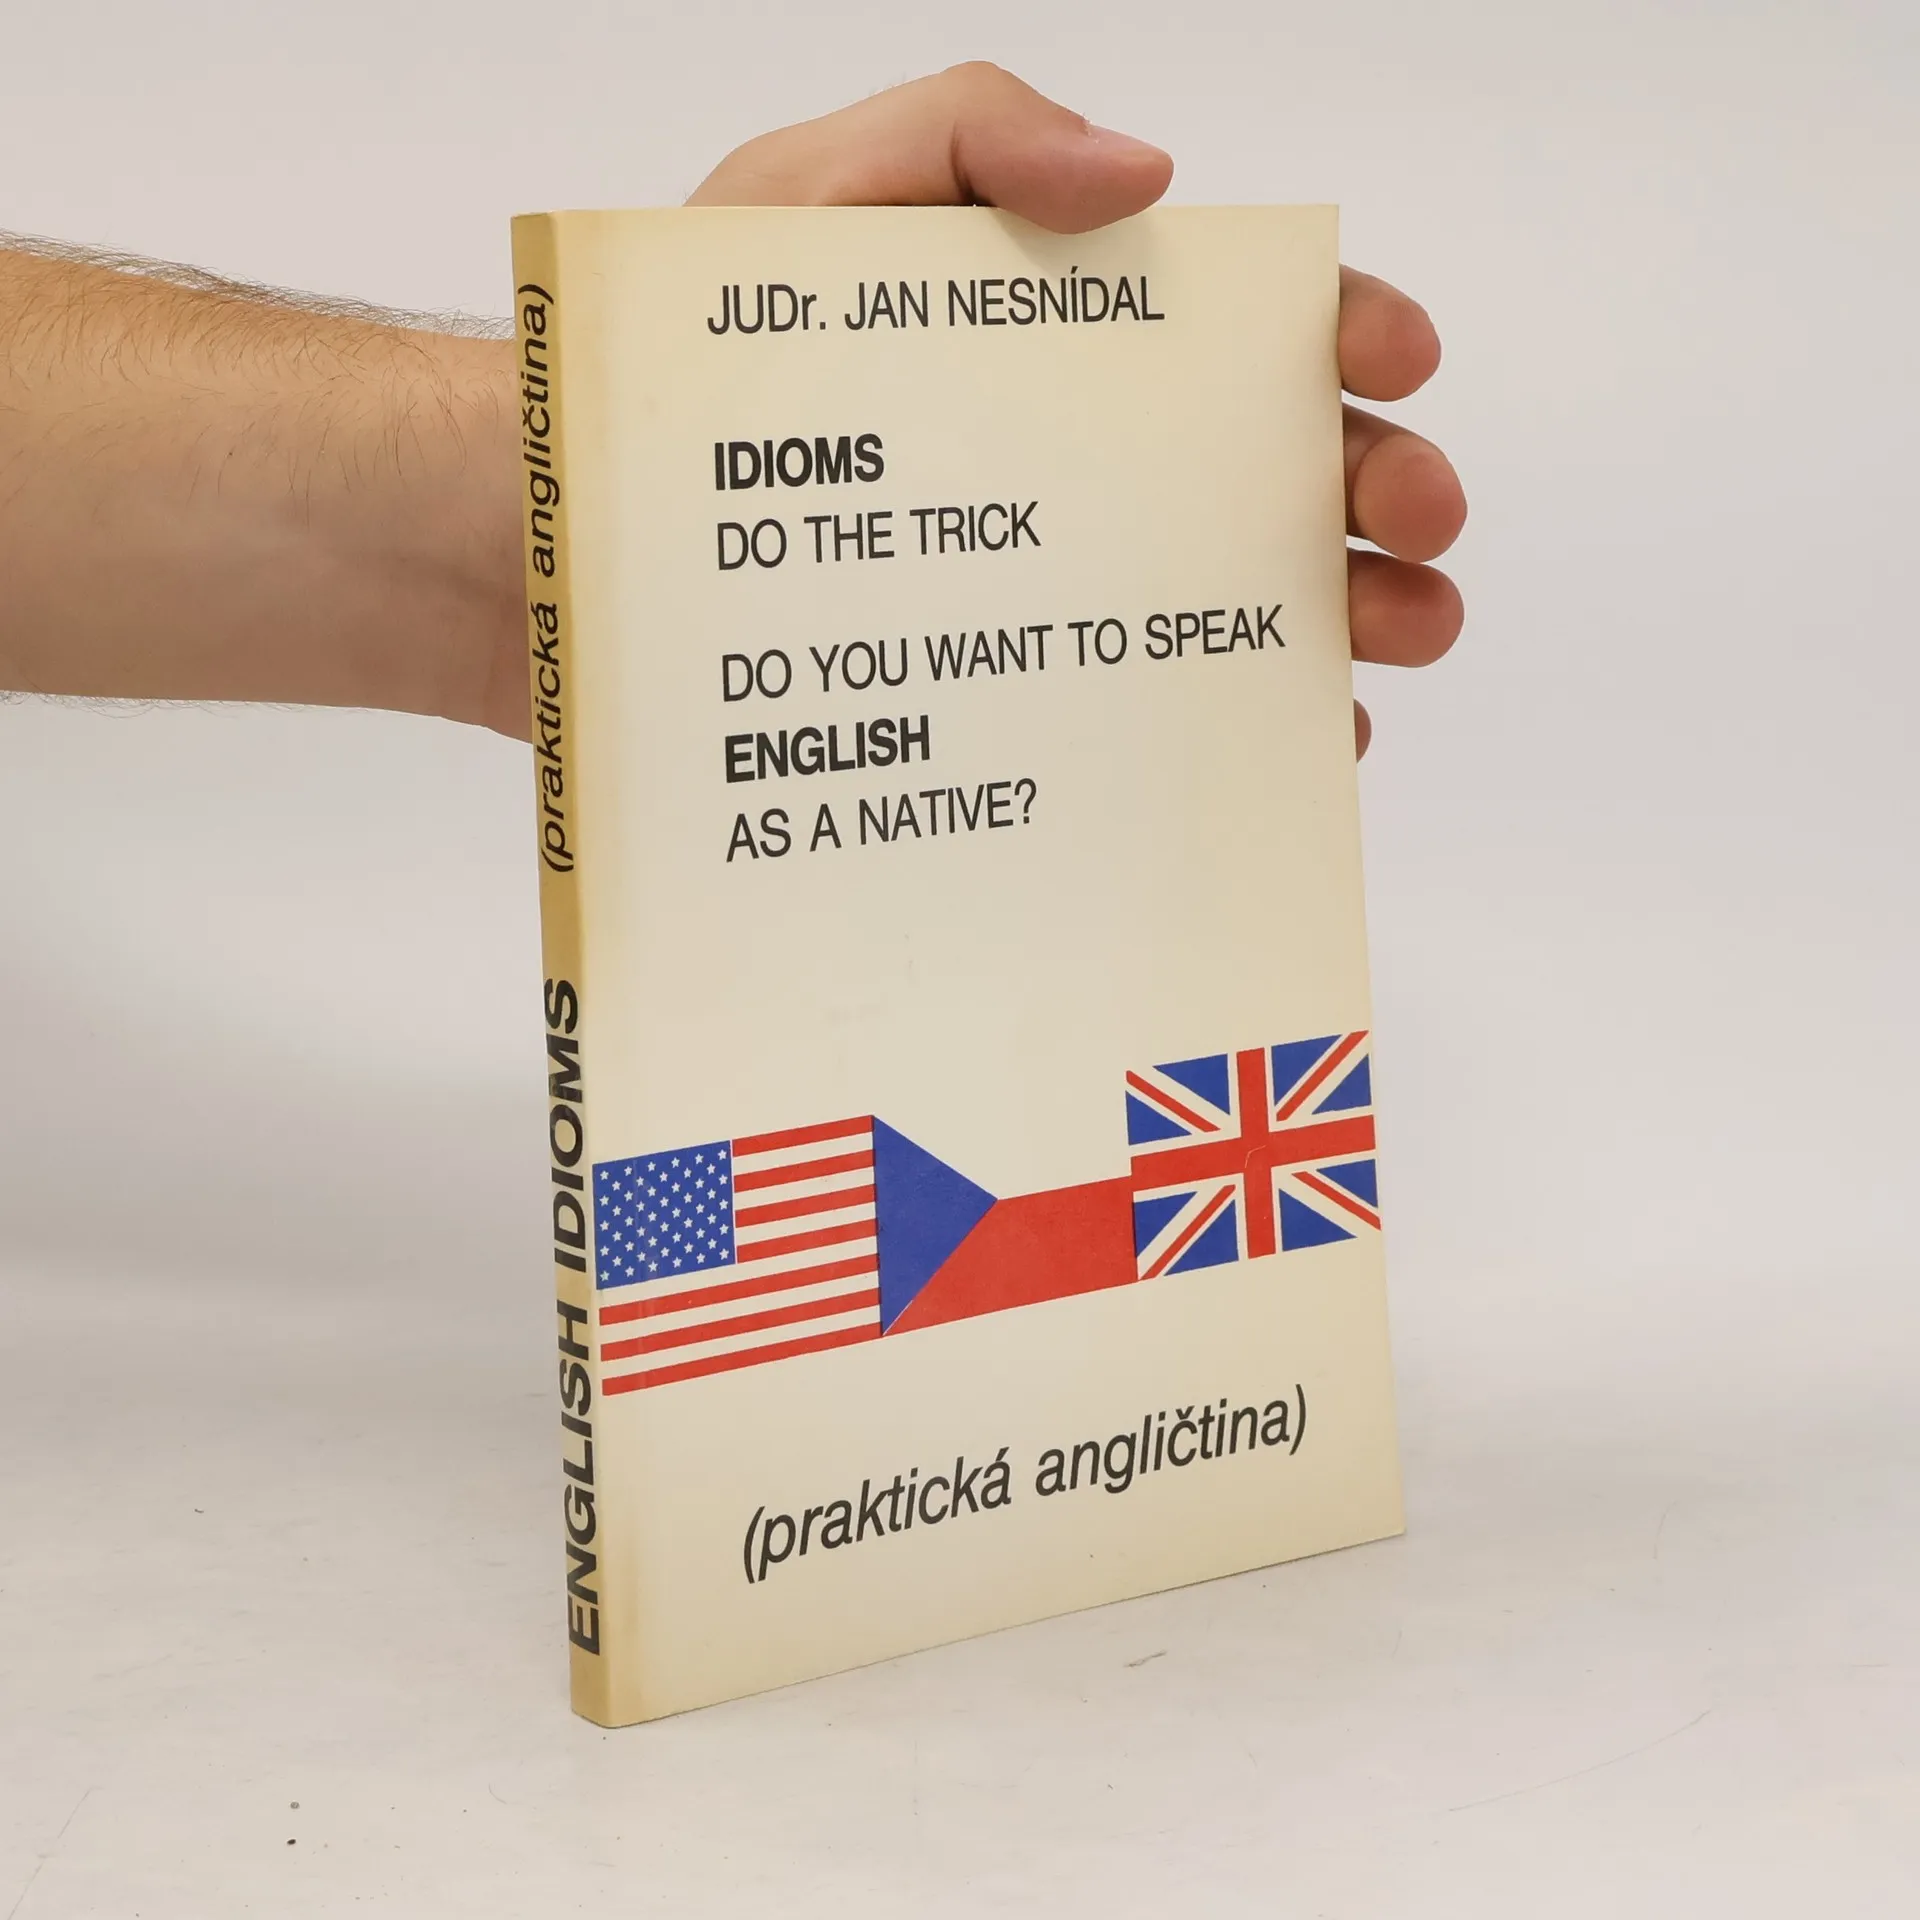 JUDr. JAN NESNÍDAL
IDIOMS
DO THE TRICK
DO YOU WANT TO SPEAK
ENGLISH
AS A NATIVE?
(praktická angličtina)
ENGLISH IDIOMS (praktická angličtina)